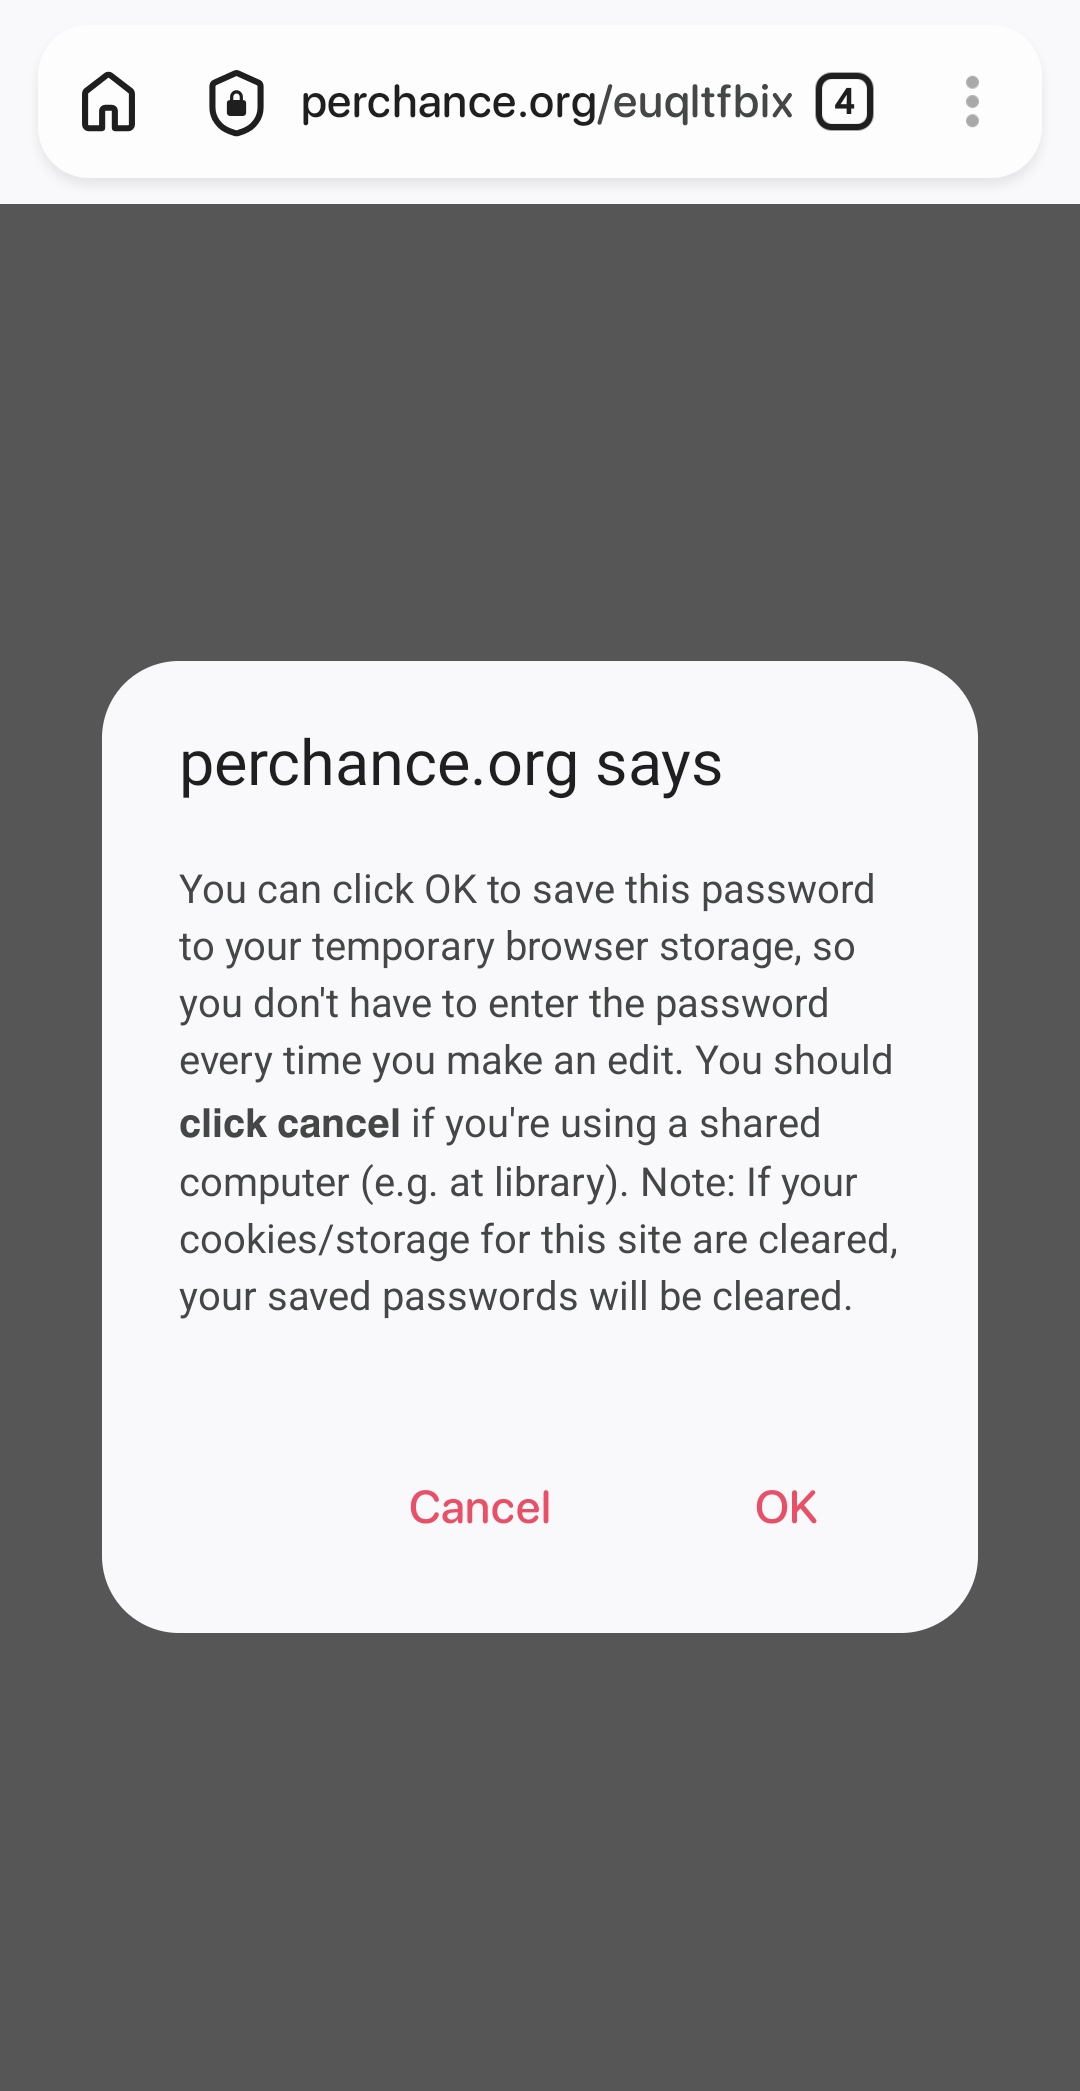 perchance.org/euqltfbix
4
perchance.org says
You can click OK to save this password
to your temporary browser storage, so
you don't have to enter the password
every time you make an edit. You should
click cancel if you're using a shared
computer (e.g. at library). Note: If your
cookies/storage for this site are cleared,
your saved passwords will be cleared.
Cancel
OK